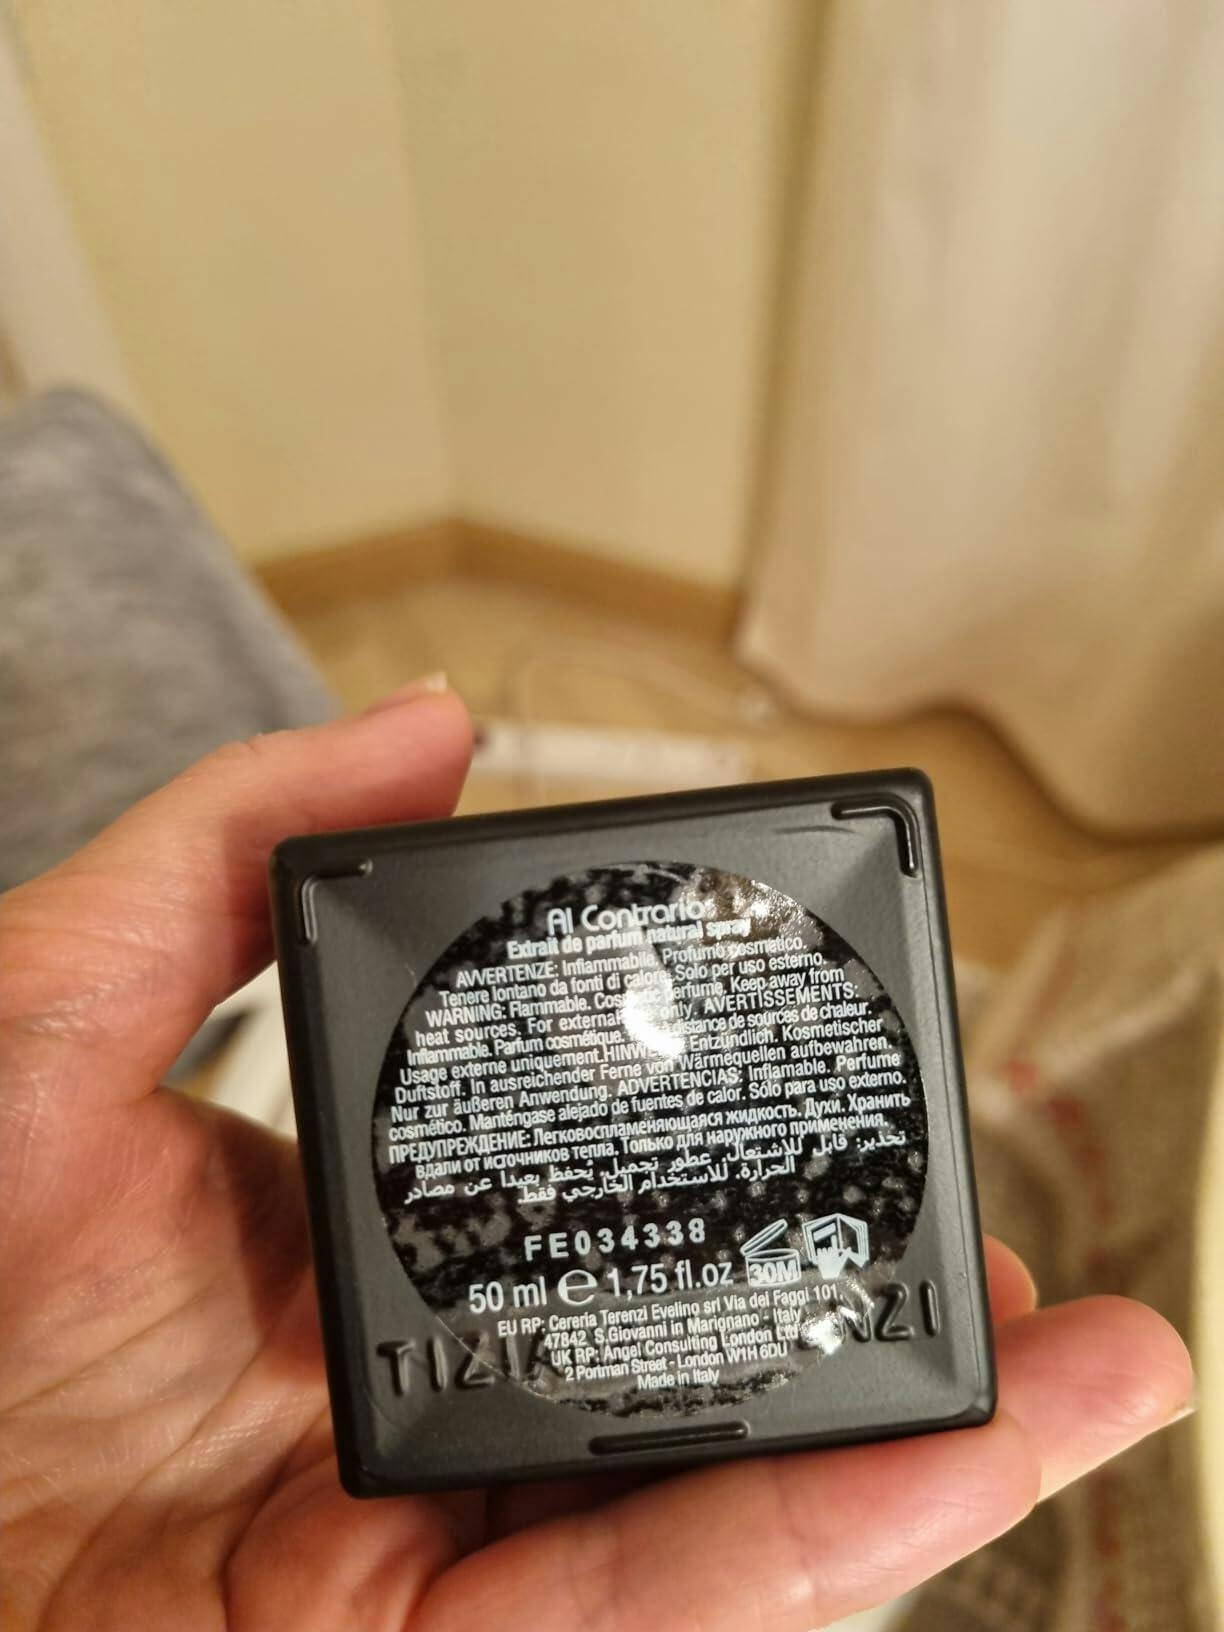 Al Contrario
Extrait de parfum natural spray
AVVERTENZE: Infiammabile. Profumo cosmetico.
Tenere lontano da fonti di calore. Solo per uso esterno.
WARNING: Flammable. Cosmetic perfume. Keep away from
heat sources. For external only. AVERTISSEMENTS:
Inflammable. Parfum cosmétique. distance de sources de chaleur.
Usage externe uniquement. Entzündlich. Kosmetischer
Duftstoff. In ausreichender Ferne von Wärmequellen aufbewahren.
Nur zur äußeren Anwendung. ADVERTENCIAS: Inflamable. Perfume
cosmético. Manténgase alejado de fuentes de calor. Sólo para uso externo.
ПРЕДУПРЕЖДЕНИЕ: Легковоспламеняющаяся жидкость. Духи. Хранить
вдали от источников тепла. Только для наружного применения.
تحذير: قابل للاشتعال. عطور تجميل. يُحفظ بعيدا عن مصادر
الحرارة. للاستخدام الخارجي فقط.
FE034338
50 ml e 1,75 fl.oz 30M
EU RP: Cereria Terenzi Evelino srl Via del Faggi 101,
47842 S.Giovanni in Marignano - Italy
UK RP: Angel Consulting London Ltd
2 Portman Street - London W1H 6DU
Made in Italy